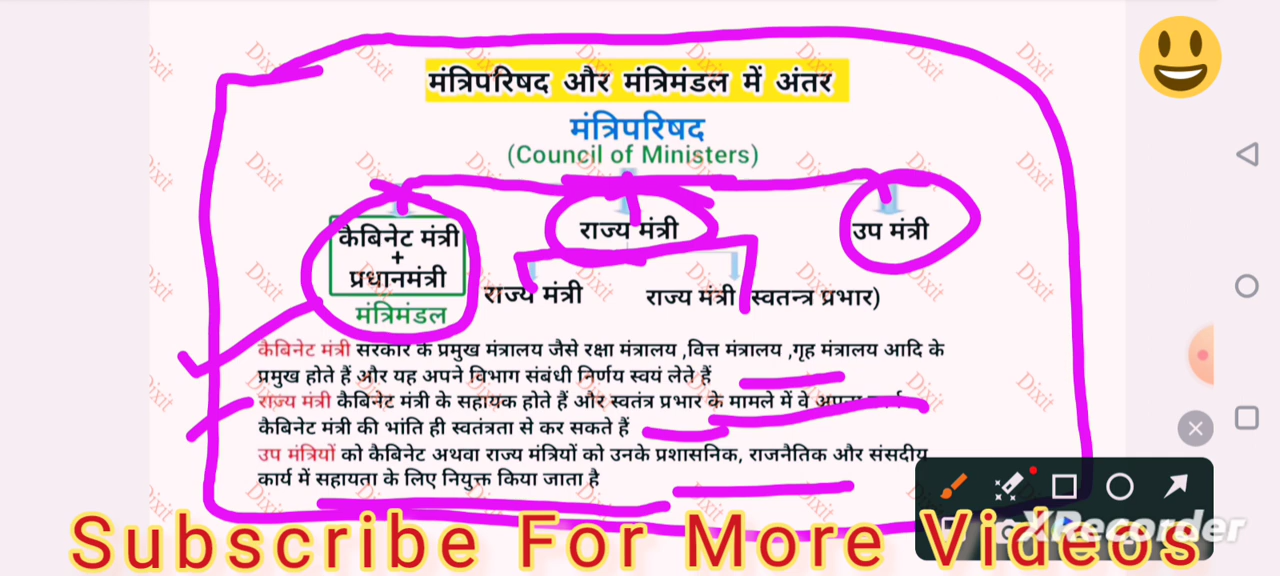 मंत्रिपरिषद और मंत्रिमंडल में अंतर
मंत्रिपरिषद
(Council of Ministers)
कैबिनेट मंत्री
+
प्रधानमंत्री
मंत्रिमंडल
राज्य मंत्री
उप मंत्री
राज्य मंत्री
राज्य मंत्री (स्वतन्त्र प्रभार)
कैबिनेट मंत्री सरकार के प्रमुख मंत्रालय जैसे रक्षा मंत्रालय ,वित्त मंत्रालय ,गृह मंत्रालय आदि के
प्रमुख होते हैं और यह अपने विभाग संबंधी निर्णय स्वयं लेते हैं
राज्य मंत्री कैबिनेट मंत्री के सहायक होते हैं और स्वतंत्र प्रभार के मामले में वे
कैबिनेट मंत्री की भांति ही स्वतंत्रता से कर सकते हैं
उप मंत्रियों को कैबिनेट अथवा राज्य मंत्रियों को उनके प्रशासनिक, राजनैतिक और संसदीय
कार्य में सहायता के लिए नियुक्त किया जाता है
Subscribe For More Videos
XRecorder
Dixit